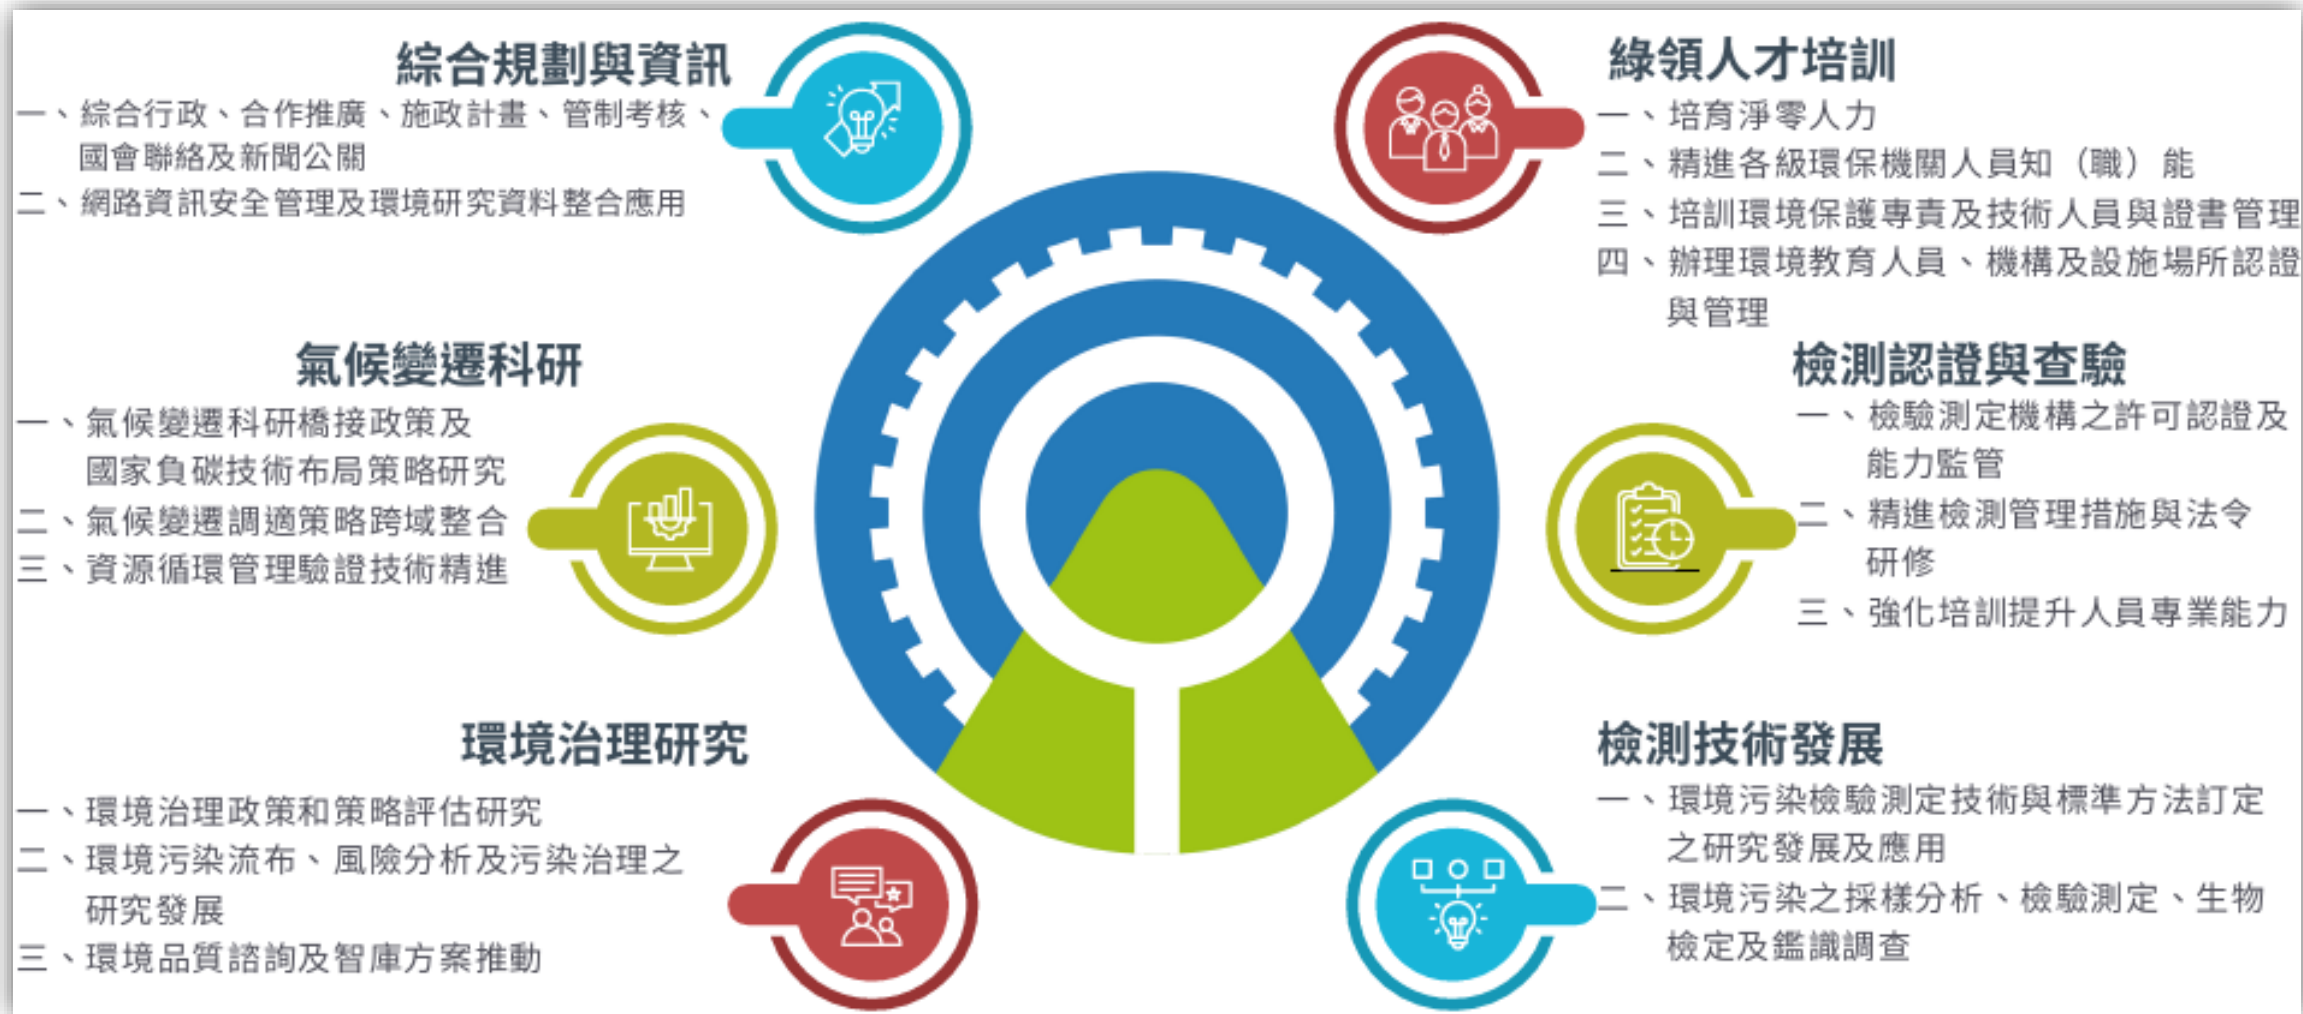 綜合規劃與資訊
一、綜合行政、合作推廣、施政計畫、管制考核、
國會聯絡及新聞公關
二、網路資訊安全管理及環境研究資料整合應用
氣候變遷科研
一、氣候變遷科研橋接政策及
國家負碳技術布局策略研究
二、氣候變遷調適策略跨域整合
三、資源循環管理驗證技術精進
環境治理研究
一、環境治理政策和策略評估研究
二、環境污染流布、風險分析及污染治理之
研究發展
三、環境品質諮詢及智庫方案推動
綠領人才培訓
一、培育淨零人力
二、精進各級環保機關人員知（職）能
三、培訓環境保護專責及技術人員與證書管理
四、辦理環境教育人員、機構及設施場所認證
與管理
檢測認證與查驗
一、檢驗測定機構之許可認證及
能力監管
二、精進檢測管理措施與法令
研修
三、強化培訓提升人員專業能力
檢測技術發展
一、環境污染檢驗測定技術與標準方法訂定
之研究發展及應用
二、環境污染之採樣分析、檢驗測定、生物
檢定及鑑識調查